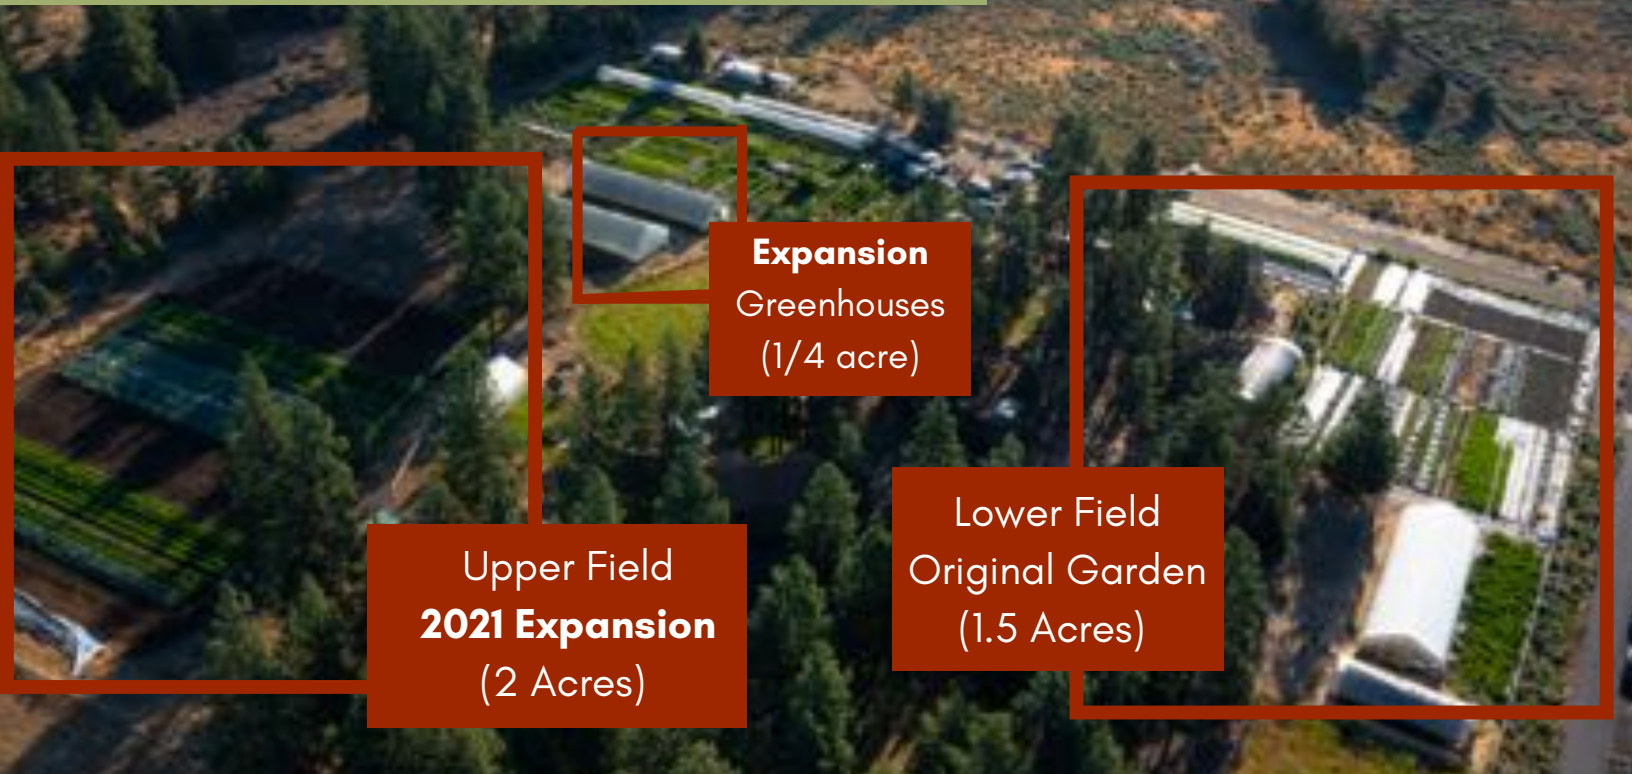 Expansion
Greenhouses
(1/4 acre)
Upper Field
2021 Expansion
(2 Acres)
Lower Field
Original Garden
(1.5 Acres)